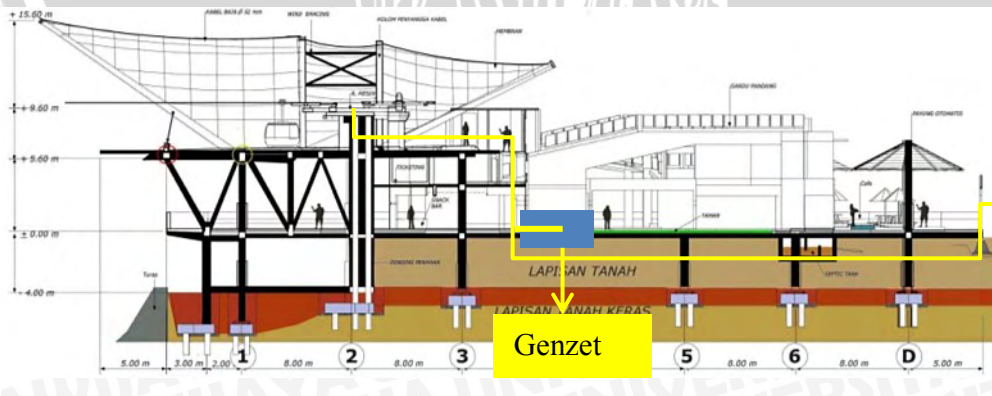 + 15.60 m
KABEL BAJA Ø 52 mm
WIND BRACING
KOLOM PENYANGGA KABEL
MEMBRAN
+ 9.60 m
R. MESIN
GARDU PANDANG
PAYUNG OTOMATIS
+ 5.60 m
TICKETING
SNACK
BAR
Cafe
TAMAN
± 0.00 m
Turap
DINDING PENAHAN
LAPISAN TANAH
SEPTIC TANK
- 4.00 m
LAPISAN TANAH KERAS
Genzet
1
2
3
5
6
D
5.00 m
3.00 m
2.00
8.00 m
8.00 m
8.00 m
8.00 m
5.00 m